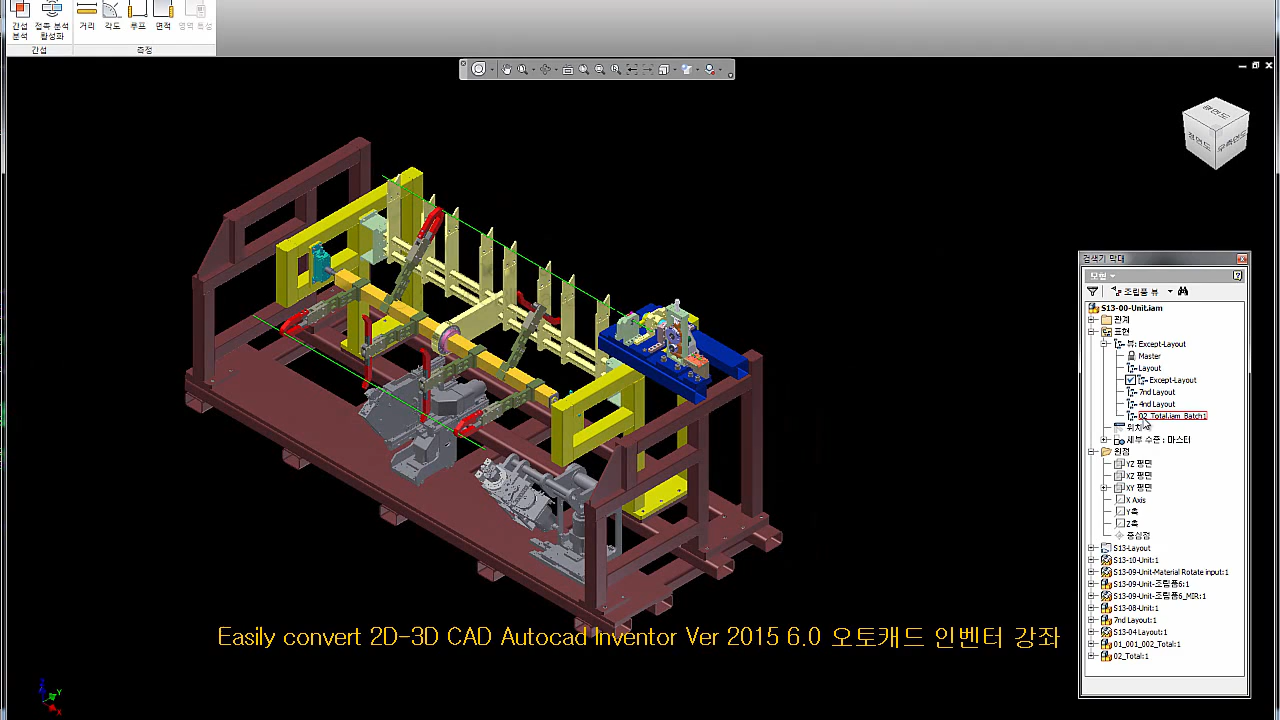 간섭 분석
접촉 분석 활성화
거리
각도
루프
면적
영역 특성
간섭
측정
검색기 막대
모형
조립품 뷰
S13-00-Unit.iam
관계
표현
뷰: Except-Layout
Master
Layout
Except-Layout
7nd Layout
4nd Layout
02_Total.iam_Batch1
세부 수준 : 마스터
원점
YZ 평면
XZ 평면
XY 평면
X Axis
Y축
Z축
중심점
S13-Layout
S13-10-Unit:1
S13-09-Unit-Material Rotate input:1
S13-09-Unit-조립품6:1
S13-09-Unit-조립품6_MIR:1
S13-08-Unit:1
7nd Layout:1
S13-04 Layout:1
01_001_002_Total:1
02_Total:1
Easily convert 2D-3D CAD Autocad Inventor Ver 2015 6.0 오토캐드 인벤터 강좌
Z
Y
X